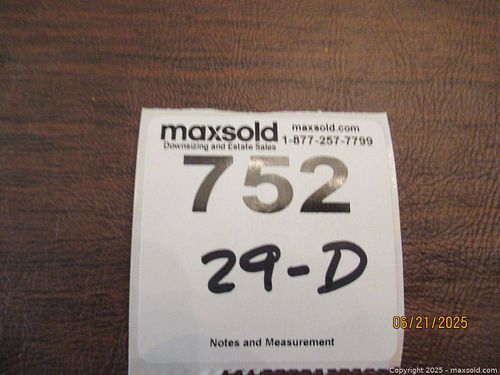 maxsold maxsold.com
Downsizing and Estate Sales 1-877-257-7799
752
29-D
Notes and Measurement
06/21/2025
Copyright 2025 - maxsold.com